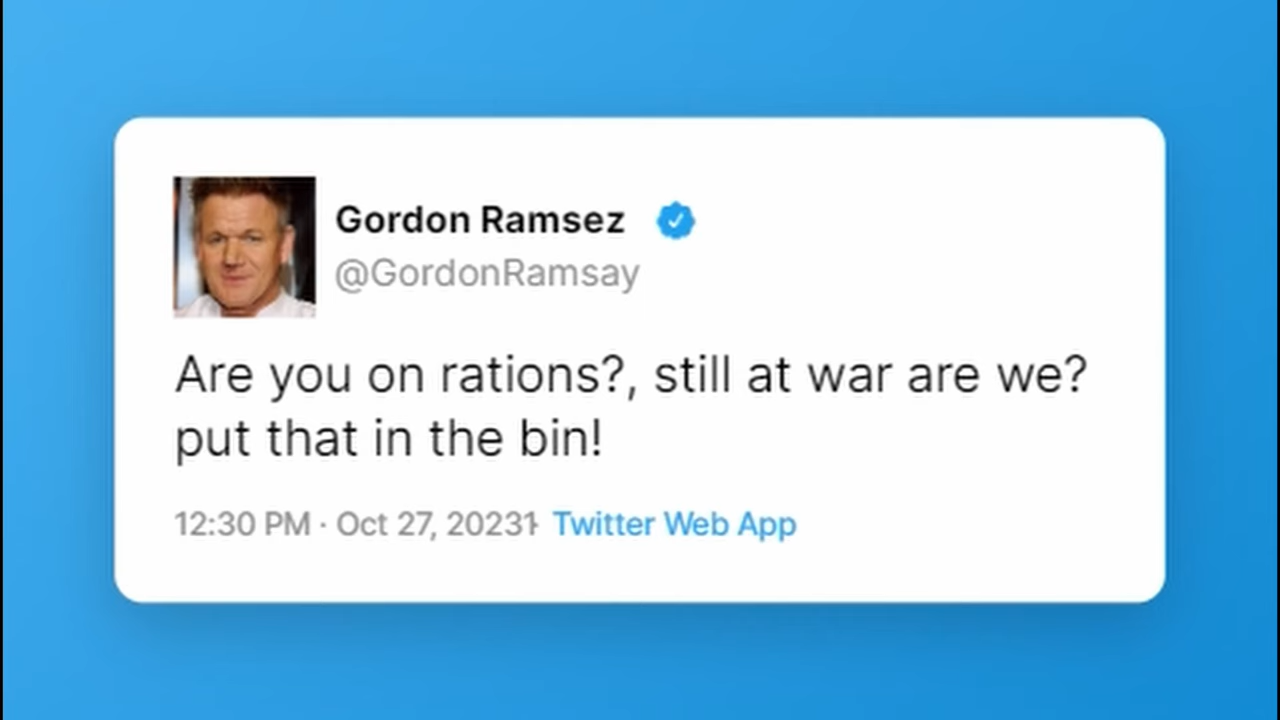 Gordon Ramsez
@GordonRamsay
Are you on rations?, still at war are we?
put that in the bin!
12:30 PM · Oct 27, 20231 Twitter Web App